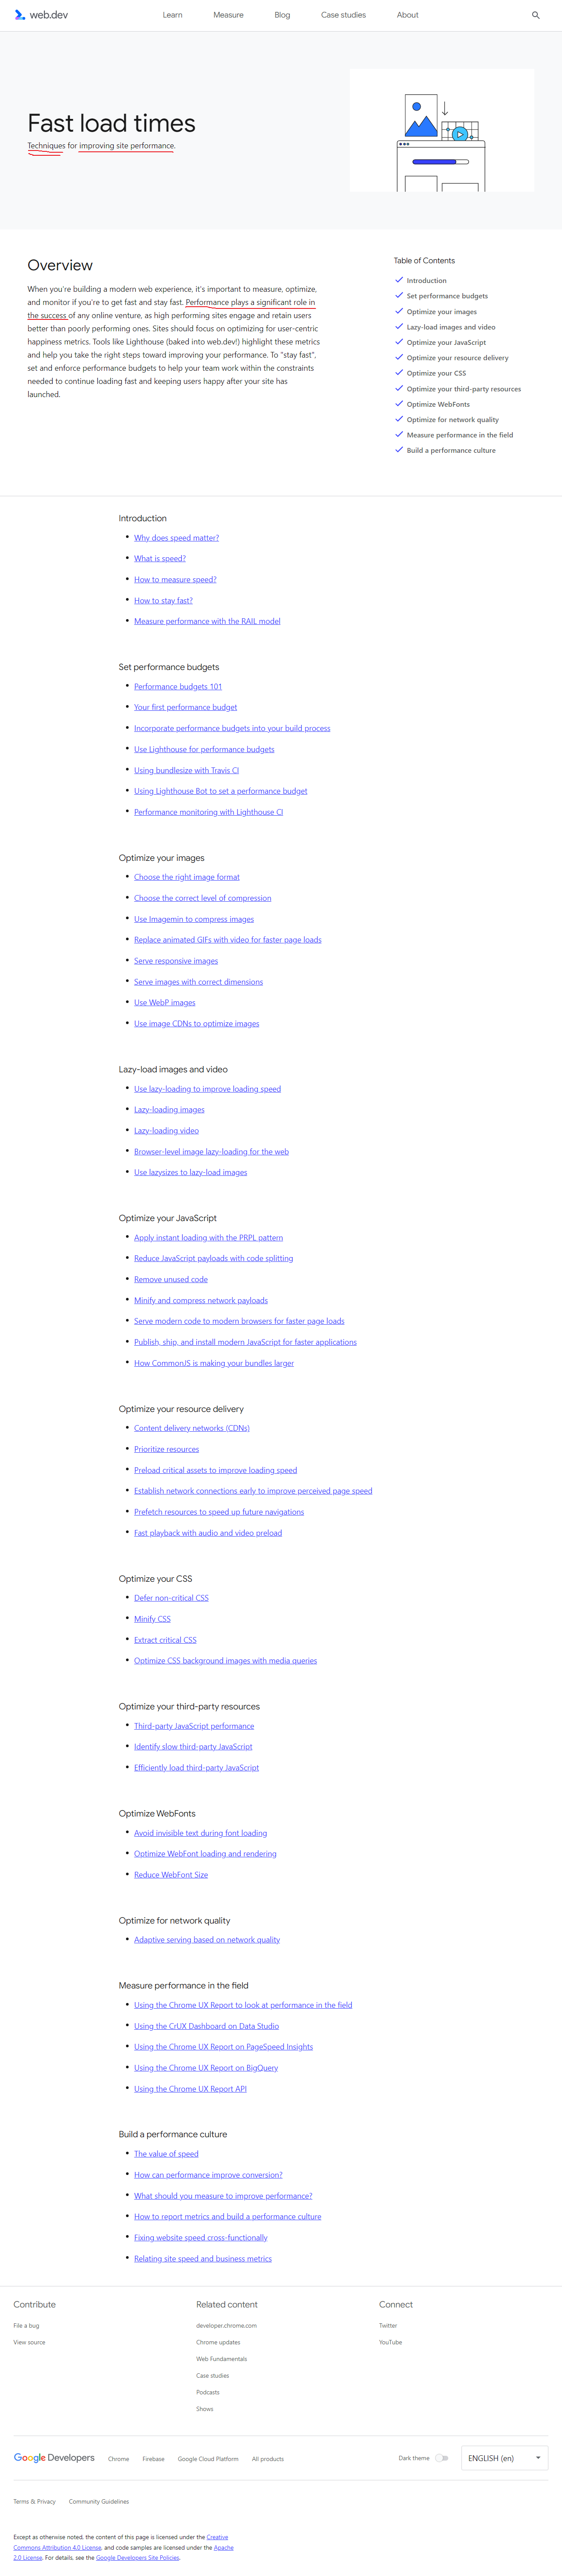 web.dev
Learn
Measure
Blog
Case studies
About
Fast load times
Techniques for improving site performance.
Overview
When you're building a modern web experience, it's important to measure, optimize,
and monitor if you're to get fast and stay fast. Performance plays a significant role in
the success of any online venture, as high performing sites engage and retain users
better than poorly performing ones. Sites should focus on optimizing for user-centric
happiness metrics. Tools like Lighthouse (baked into web.dev!) highlight these metrics
and help you take the right steps toward improving your performance. To "stay fast",
set and enforce performance budgets to help your team work within the constraints
needed to continue loading fast and keeping users happy after your site has
launched.
Table of Contents
Introduction
Set performance budgets
Optimize your images
Lazy-load images and video
Optimize your JavaScript
Optimize your resource delivery
Optimize your CSS
Optimize your third-party resources
Optimize WebFonts
Optimize for network quality
Measure performance in the field
Build a performance culture
Introduction
Why does speed matter?
What is speed?
How to measure speed?
How to stay fast?
Measure performance with the RAIL model
Set performance budgets
Performance budgets 101
Your first performance budget
Incorporate performance budgets into your build process
Use Lighthouse for performance budgets
Using bundlesize with Travis CI
Using Lighthouse Bot to set a performance budget
Performance monitoring with Lighthouse CI
Optimize your images
Choose the right image format
Choose the correct level of compression
Use Imagemin to compress images
Replace animated GIFs with video for faster page loads
Serve responsive images
Serve images with correct dimensions
Use WebP images
Use image CDNs to optimize images
Lazy-load images and video
Use lazy-loading to improve loading speed
Lazy-loading images
Lazy-loading video
Browser-level image lazy-loading for the web
Use lazysizes to lazy-load images
Optimize your JavaScript
Apply instant loading with the PRPL pattern
Reduce JavaScript payloads with code splitting
Remove unused code
Minify and compress network payloads
Serve modern code to modern browsers for faster page loads
Publish, ship, and install modern JavaScript for faster applications
How CommonJS is making your bundles larger
Optimize your resource delivery
Content delivery networks (CDNs)
Prioritize resources
Preload critical assets to improve loading speed
Establish network connections early to improve perceived page speed
Prefetch resources to speed up future navigations
Fast playback with audio and video preload
Optimize your CSS
Defer non-critical CSS
Minify CSS
Extract critical CSS
Optimize CSS background images with media queries
Optimize your third-party resources
Third-party JavaScript performance
Identify slow third-party JavaScript
Efficiently load third-party JavaScript
Optimize WebFonts
Avoid invisible text during font loading
Optimize WebFont loading and rendering
Reduce WebFont Size
Optimize for network quality
Adaptive serving based on network quality
Measure performance in the field
Using the Chrome UX Report to look at performance in the field
Using the CrUX Dashboard on Data Studio
Using the Chrome UX Report on PageSpeed Insights
Using the Chrome UX Report on BigQuery
Using the Chrome UX Report API
Build a performance culture
The value of speed
How can performance improve conversion?
What should you measure to improve performance?
How to report metrics and build a performance culture
Fixing website speed cross-functionally
Relating site speed and business metrics
Contribute
File a bug
View source
Related content
developer.chrome.com
Chrome updates
Web Fundamentals
Case studies
Podcasts
Shows
Connect
Twitter
YouTube
Google Developers
Chrome
Firebase
Google Cloud Platform
All products
Dark theme
ENGLISH (en)
Terms & Privacy
Community Guidelines
Except as otherwise noted, the content of this page is licensed under the Creative
Commons Attribution 4.0 License, and code samples are licensed under the Apache
2.0 License. For details, see the Google Developers Site Policies.